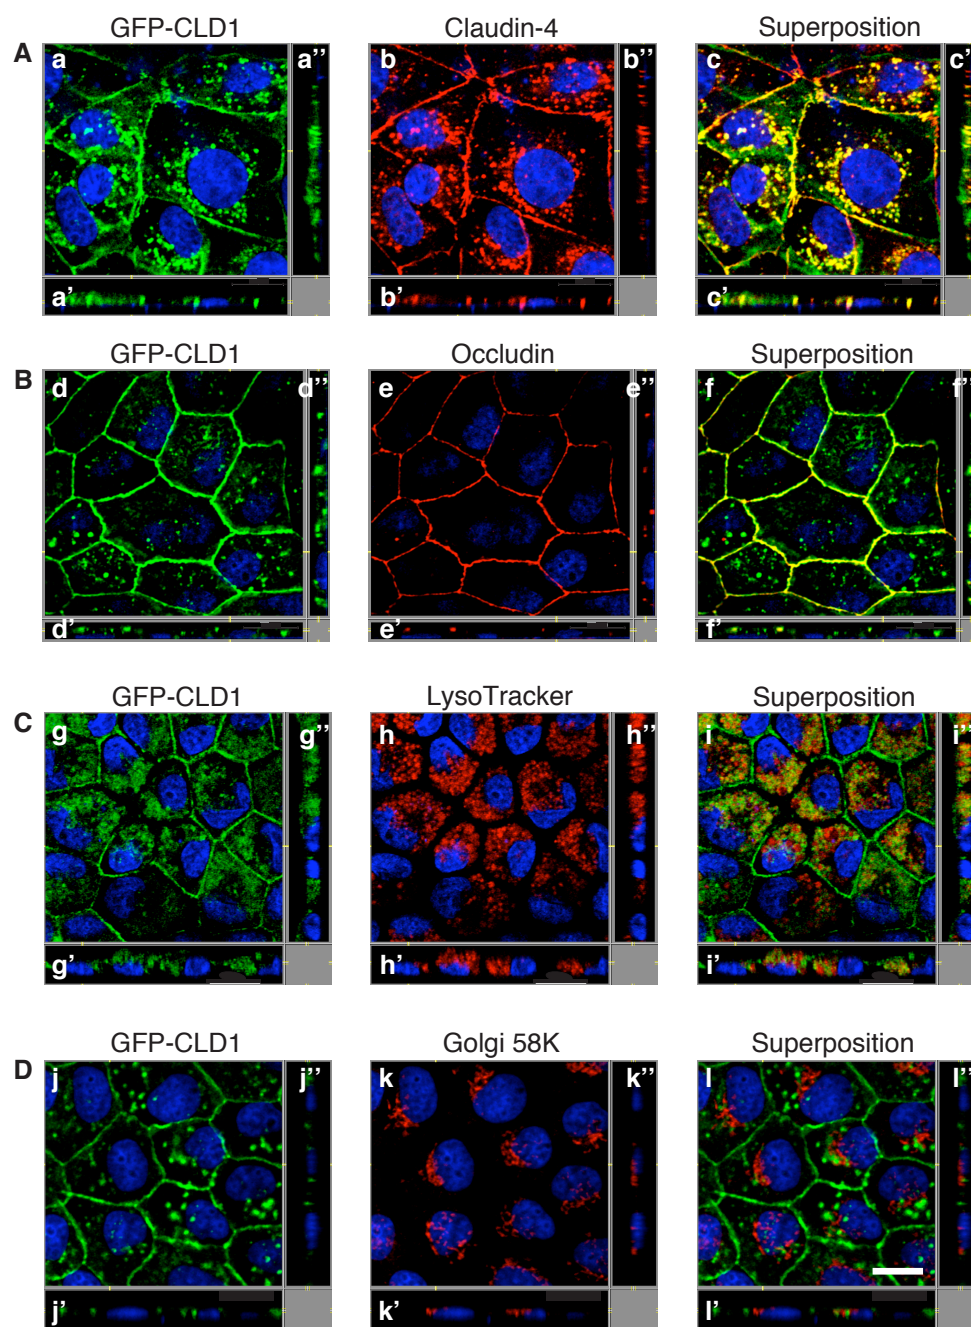 GFP-CLD1 Claudin-4 Superposition
A a a'' b b'' c c''
a' b' c'
GFP-CLD1 Occludin Superposition
B d d'' e e'' f f''
d' e' f'
GFP-CLD1 LysoTracker Superposition
C g g'' h h'' i i''
g' h' i'
GFP-CLD1 Golgi 58K Superposition
D j j'' k k'' l l''
j' k' l'